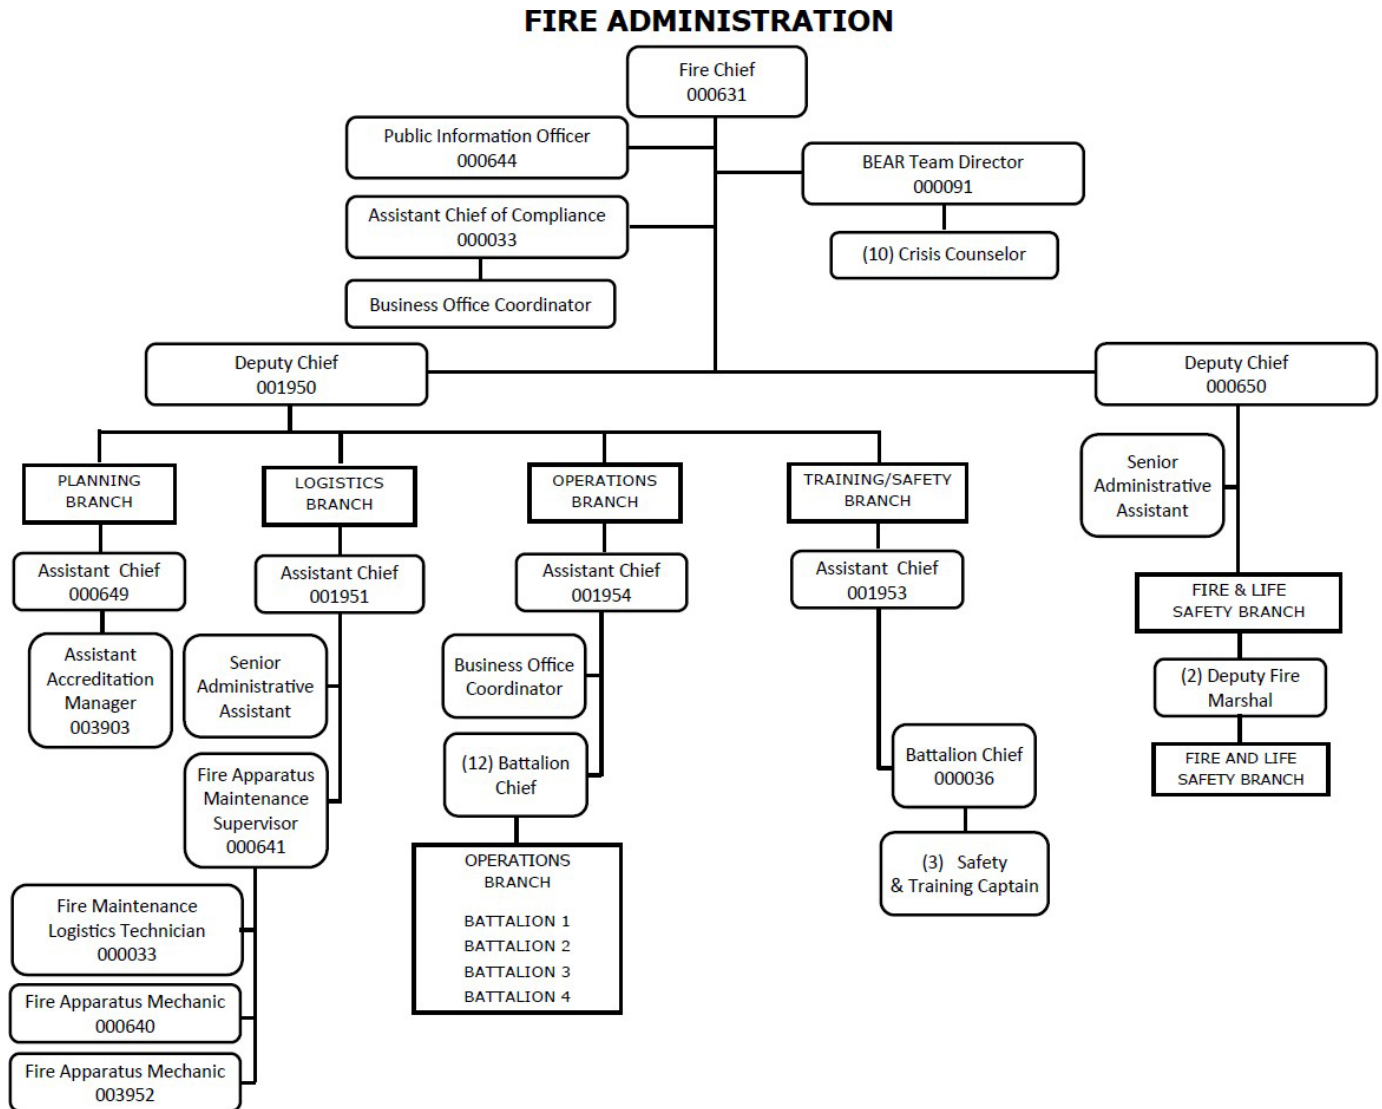 FIRE ADMINISTRATION
Fire Chief
000631
Public Information Officer
000644
BEAR Team Director
000091
Assistant Chief of Compliance
000033
(10) Crisis Counselor
Business Office Coordinator
Deputy Chief
001950
Deputy Chief
000650
PLANNING
BRANCH
LOGISTICS
BRANCH
OPERATIONS
BRANCH
TRAINING/SAFETY
BRANCH
Senior
Administrative
Assistant
Assistant Chief
000649
Assistant Chief
001951
Assistant Chief
001954
Assistant Chief
001953
FIRE & LIFE
SAFETY BRANCH
Assistant
Accreditation
Manager
003903
Senior
Administrative
Assistant
Business Office
Coordinator
(2) Deputy Fire
Marshal
Fire Apparatus
Maintenance
Supervisor
000641
(12) Battalion
Chief
Battalion Chief
000036
FIRE AND LIFE
SAFETY BRANCH
OPERATIONS
BRANCH
BATTALION 1
BATTALION 2
BATTALION 3
BATTALION 4
(3) Safety
& Training Captain
Fire Maintenance
Logistics Technician
000033
Fire Apparatus Mechanic
000640
Fire Apparatus Mechanic
003952